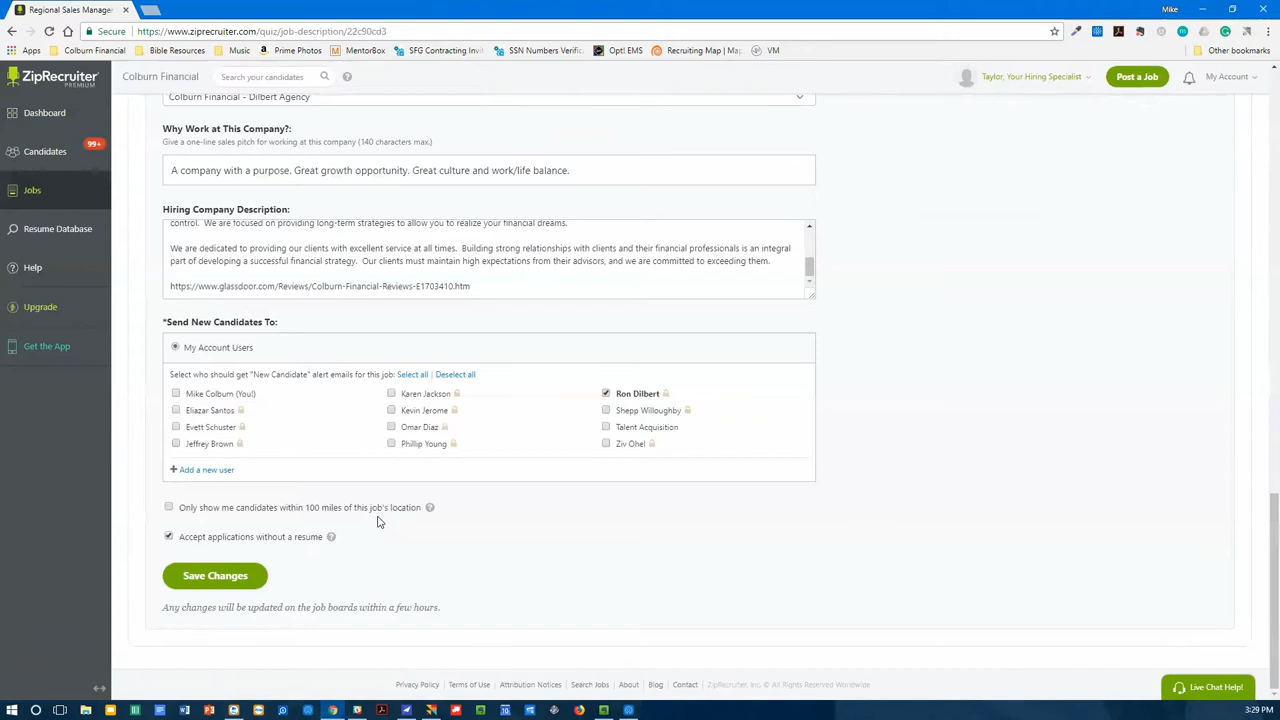 Regional Sales Manager
Mike
Secure
https://www.ziprecruiter.com/quiz/job-description/22c90cd3
Apps
Colburn Financial
Bible Resources
Music
Prime Photos
MentorBox
SFG Contracting Invi
SSN Numbers Verific
Opt! EMS
Recruiting Map | Ma
VM
Other bookmarks
ZipRecruiter
PREMIUM
Colburn Financial
Search your candidates
Taylor, Your Hiring Specialist
Post a Job
My Account
Dashboard
Candidates
99+
Jobs
Resume Database
Help
Upgrade
Get the App
Colburn Financial - Dilbert Agency
Why Work at This Company?:
Give a one-line sales pitch for working at this company (140 characters max.)
A company with a purpose. Great growth opportunity. Great culture and work/life balance.
Hiring Company Description:
control. We are focused on providing long-term strategies to allow you to realize your financial dreams.
We are dedicated to providing our clients with excellent service at all times. Building strong relationships with clients and their financial professionals is an integral
part of developing a successful financial strategy. Our clients must maintain high expectations from their advisors, and we are committed to exceeding them.
https://www.glassdoor.com/Reviews/Colburn-Financial-Reviews-E1703410.htm
*Send New Candidates To:
My Account Users
Select who should get "New Candidate" alert emails for this job: Select all | Deselect all
Mike Colburn (You!)
Karen Jackson
Ron Dilbert
Eliazar Santos
Kevin Jerome
Shepp Willoughby
Evett Schuster
Omar Diaz
Talent Acquisition
Jeffrey Brown
Phillip Young
Ziv Ohel
Add a new user
Only show me candidates within 100 miles of this job's location
Accept applications without a resume
Save Changes
Any changes will be updated on the job boards within a few hours.
Privacy Policy
Terms of Use
Attribution Notices
Search Jobs
About
Blog
Contact
ZipRecruiter, Inc. © All Rights Reserved Worldwide
Live Chat Help!
3:29 PM